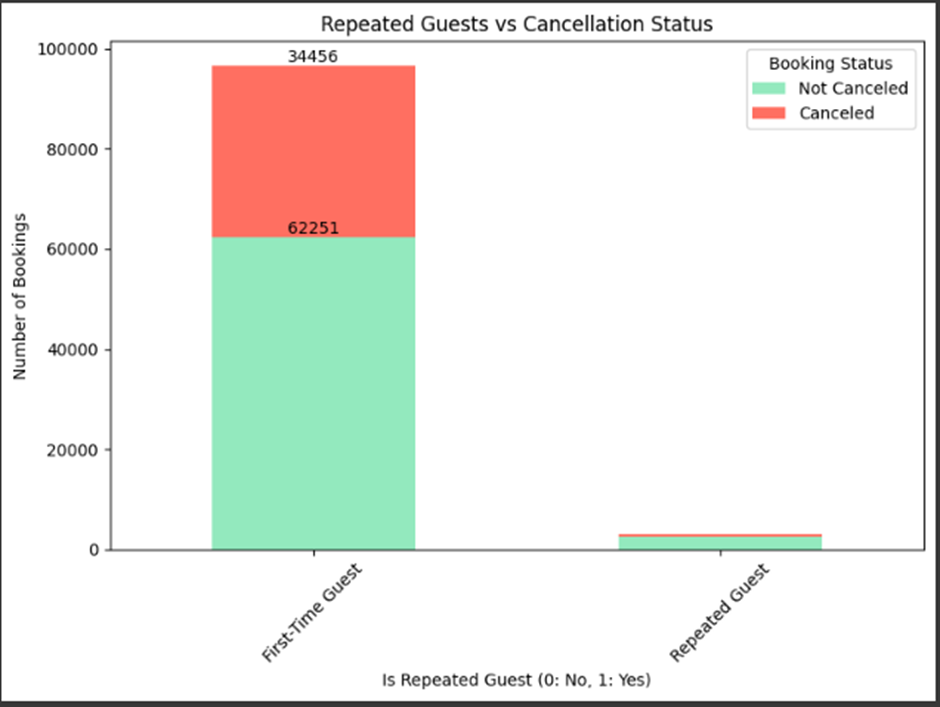 Repeated Guests vs Cancellation Status
Booking Status
Not Canceled
Canceled
Number of Bookings
100000
80000
60000
40000
20000
0
34456
62251
First-Time Guest
Repeated Guest
Is Repeated Guest (0: No, 1: Yes)